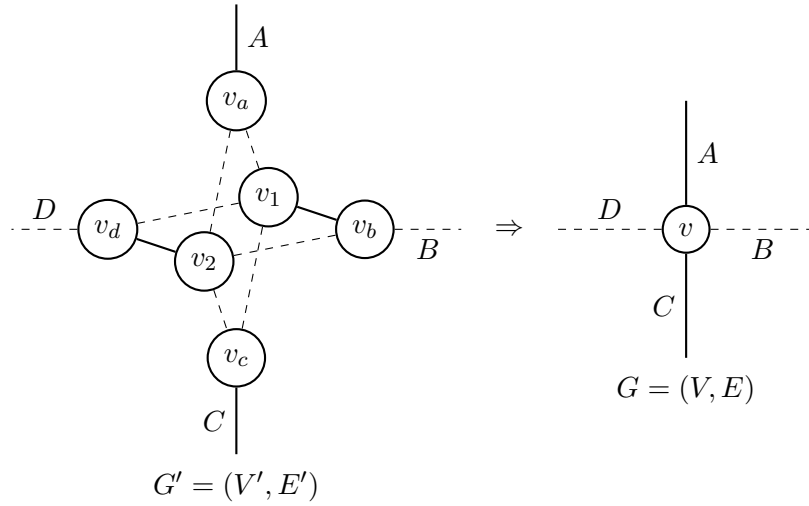 A
v_a
v_1
D
v_d
v_2
v_b
B
v_c
C
G' = (V', E')
⇒
A
D
v
B
C
G = (V, E)